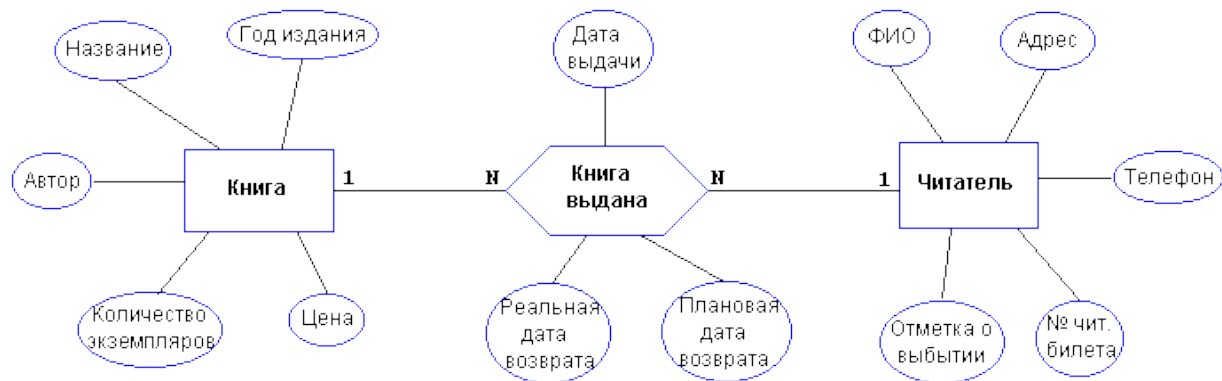 Название
Год издания
Дата
выдачи
ФИО
Адрес
Автор
Книга
1
N
Книга
выдана
N
1
Читатель
Телефон
Количество
экземпляров
Цена
Реальная
дата
возврата
Плановая
дата
возврата
Отметка о
выбытии
№ чит.
билета